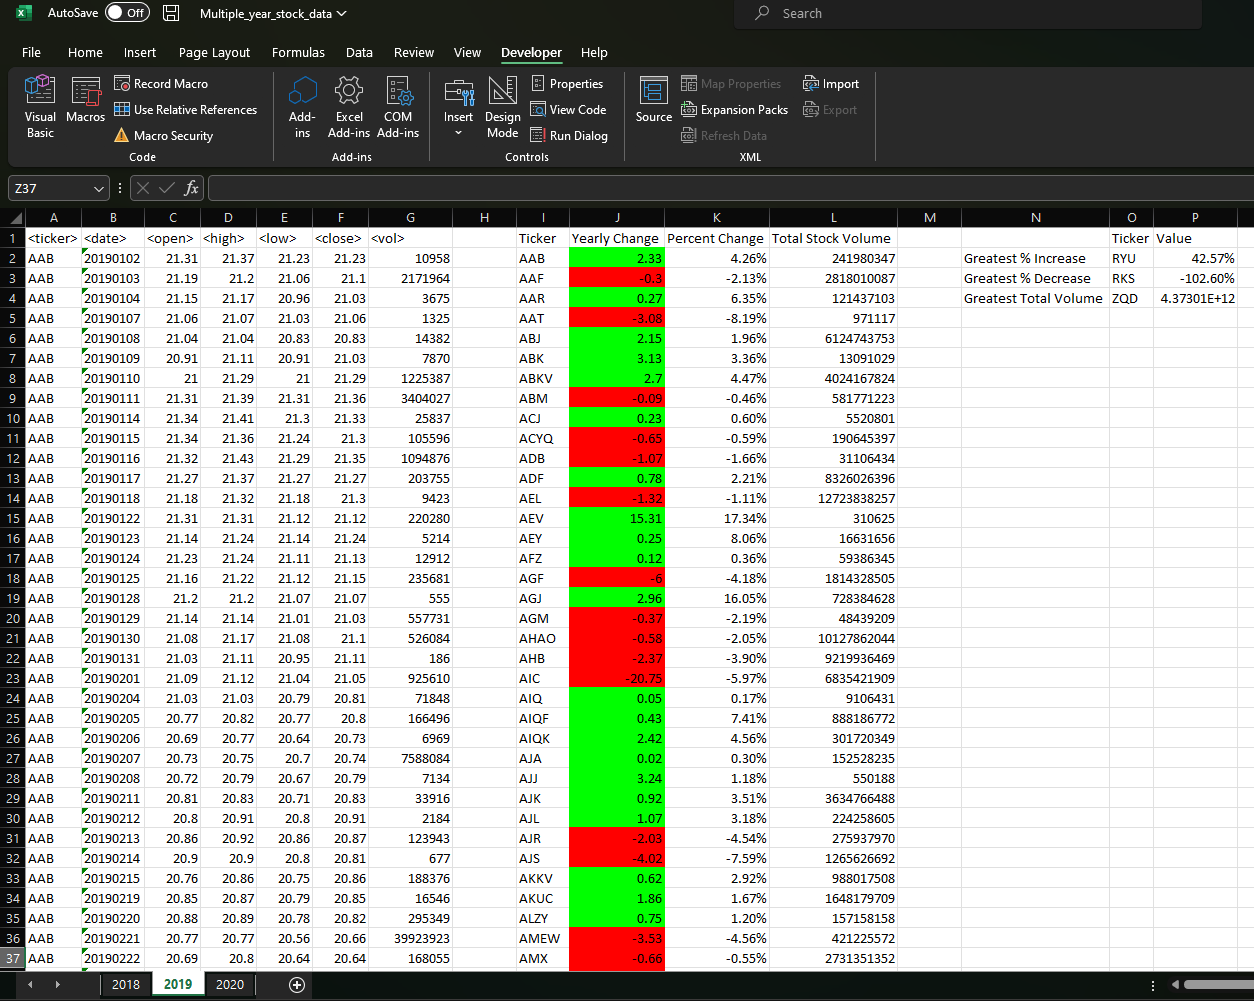 AutoSave Off Multiple_year_stock_data Search
File Home Insert Page Layout Formulas Data Review View Developer Help
Visual Basic
Macros
Record Macro
Use Relative References
Macro Security
Code
Add-ins
Excel Add-ins
COM Add-ins
Add-ins
Insert
Design Mode
Properties
View Code
Run Dialog
Controls
Source
Map Properties
Expansion Packs
Refresh Data
Import
Export
XML
Z37 fx
A B C D E F G H I J K L M N O P
1 <ticker> <date> <open> <high> <low> <close> <vol> Ticker Yearly Change Percent Change Total Stock Volume Ticker Value
2 AAB 20190102 21.31 21.37 21.23 21.23 10958 AAB 2.33 4.26% 241980347 Greatest % Increase RYU 42.57%
3 AAB 20190103 21.19 21.2 21.06 21.1 2171964 AAF -0.3 -2.13% 2818010087 Greatest % Decrease RKS -102.60%
4 AAB 20190104 21.15 21.17 20.96 21.03 3675 AAR 0.27 6.35% 121437103 Greatest Total Volume ZQD 4.37301E+12
5 AAB 20190107 21.06 21.07 21.03 21.06 1325 AAT -3.08 -8.19% 971117
6 AAB 20190108 21.04 21.04 20.83 20.83 14382 ABJ 2.15 1.96% 6124743753
7 AAB 20190109 20.91 21.11 20.91 21.03 7870 ABK 3.13 3.36% 13091029
8 AAB 20190110 21 21.29 21 21.29 1225387 ABKV 2.7 4.47% 4024167824
9 AAB 20190111 21.31 21.39 21.31 21.36 3404027 ABM -0.09 -0.46% 581771223
10 AAB 20190114 21.34 21.41 21.3 21.33 25837 ACJ 0.23 0.60% 5520801
11 AAB 20190115 21.34 21.36 21.24 21.3 105596 ACYQ -0.65 -0.59% 190645397
12 AAB 20190116 21.32 21.43 21.29 21.35 1094876 ADB -1.07 -1.66% 31106434
13 AAB 20190117 21.27 21.37 21.27 21.27 203755 ADF 0.78 2.21% 8326026396
14 AAB 20190118 21.18 21.32 21.18 21.3 9423 AEL -1.32 -1.11% 12723838257
15 AAB 20190122 21.31 21.31 21.12 21.12 220280 AEV 15.31 17.34% 310625
16 AAB 20190123 21.14 21.24 21.14 21.24 5214 AEY 0.25 8.06% 16631656
17 AAB 20190124 21.23 21.24 21.11 21.13 12912 AFZ 0.12 0.36% 59386345
18 AAB 20190125 21.16 21.22 21.12 21.15 235681 AGF -6 -4.18% 1814328505
19 AAB 20190128 21.2 21.2 21.07 21.07 555 AGJ 2.96 16.05% 728384628
20 AAB 20190129 21.14 21.14 21.01 21.03 557731 AGM -0.37 -2.19% 48439209
21 AAB 20190130 21.08 21.17 21.08 21.1 526084 AHAO -0.58 -2.05% 10127862044
22 AAB 20190131 21.03 21.11 20.95 21.11 186 AHB -2.37 -3.90% 9219936469
23 AAB 20190201 21.09 21.12 21.04 21.05 925610 AIC -20.75 -5.97% 6835421909
24 AAB 20190204 21.03 21.03 20.79 20.81 71848 AIQ 0.05 0.17% 9106431
25 AAB 20190205 20.77 20.82 20.77 20.8 166496 AIQF 0.43 7.41% 888186772
26 AAB 20190206 20.69 20.77 20.64 20.73 6969 AIQK 2.42 4.56% 301720349
27 AAB 20190207 20.73 20.75 20.7 20.74 7588084 AJA 0.02 0.30% 152528235
28 AAB 20190208 20.72 20.79 20.67 20.79 7134 AJJ 3.24 1.18% 550188
29 AAB 20190211 20.81 20.83 20.71 20.83 33916 AJK 0.92 3.51% 3634766488
30 AAB 20190212 20.8 20.91 20.8 20.91 2184 AJL 1.07 3.18% 224258605
31 AAB 20190213 20.86 20.92 20.86 20.87 123943 AJR -2.03 -4.54% 275937970
32 AAB 20190214 20.9 20.9 20.8 20.81 677 AJS -4.02 -7.59% 1265626692
33 AAB 20190215 20.76 20.86 20.75 20.86 188376 AKKV 0.62 2.92% 988017508
34 AAB 20190219 20.85 20.87 20.79 20.85 16546 AKUC 1.86 1.67% 1648179709
35 AAB 20190220 20.88 20.89 20.78 20.82 295349 ALZY 0.75 1.20% 157158158
36 AAB 20190221 20.77 20.77 20.56 20.66 39923923 AMEW -3.53 -4.56% 421225572
37 AAB 20190222 20.69 20.8 20.64 20.64 168055 AMX -0.66 -0.55% 2731351352
2018 2019 2020